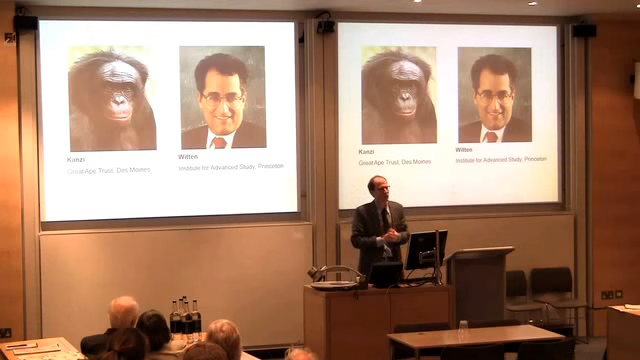 Kanzi
Great Ape Trust, Des Moines
Witten
Institute for Advanced Study, Princeton
Kanzi
Great Ape Trust, Des Moines
Witten
Institute for Advanced Study, Princeton